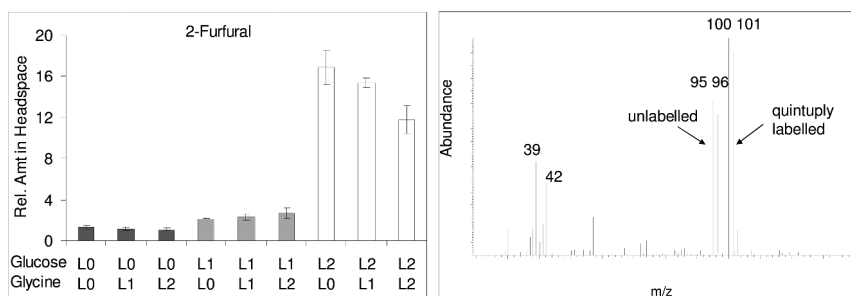 2-Furfural
Rel. Amt in Headspace
20
16
12
8
4
0
Glucose L0 L0 L0 L1 L1 L1 L2 L2 L2
Glycine L0 L1 L2 L0 L1 L2 L0 L1 L2
100 101
95 96
unlabelled
quintuply
labelled
39
42
Abundance
m/z